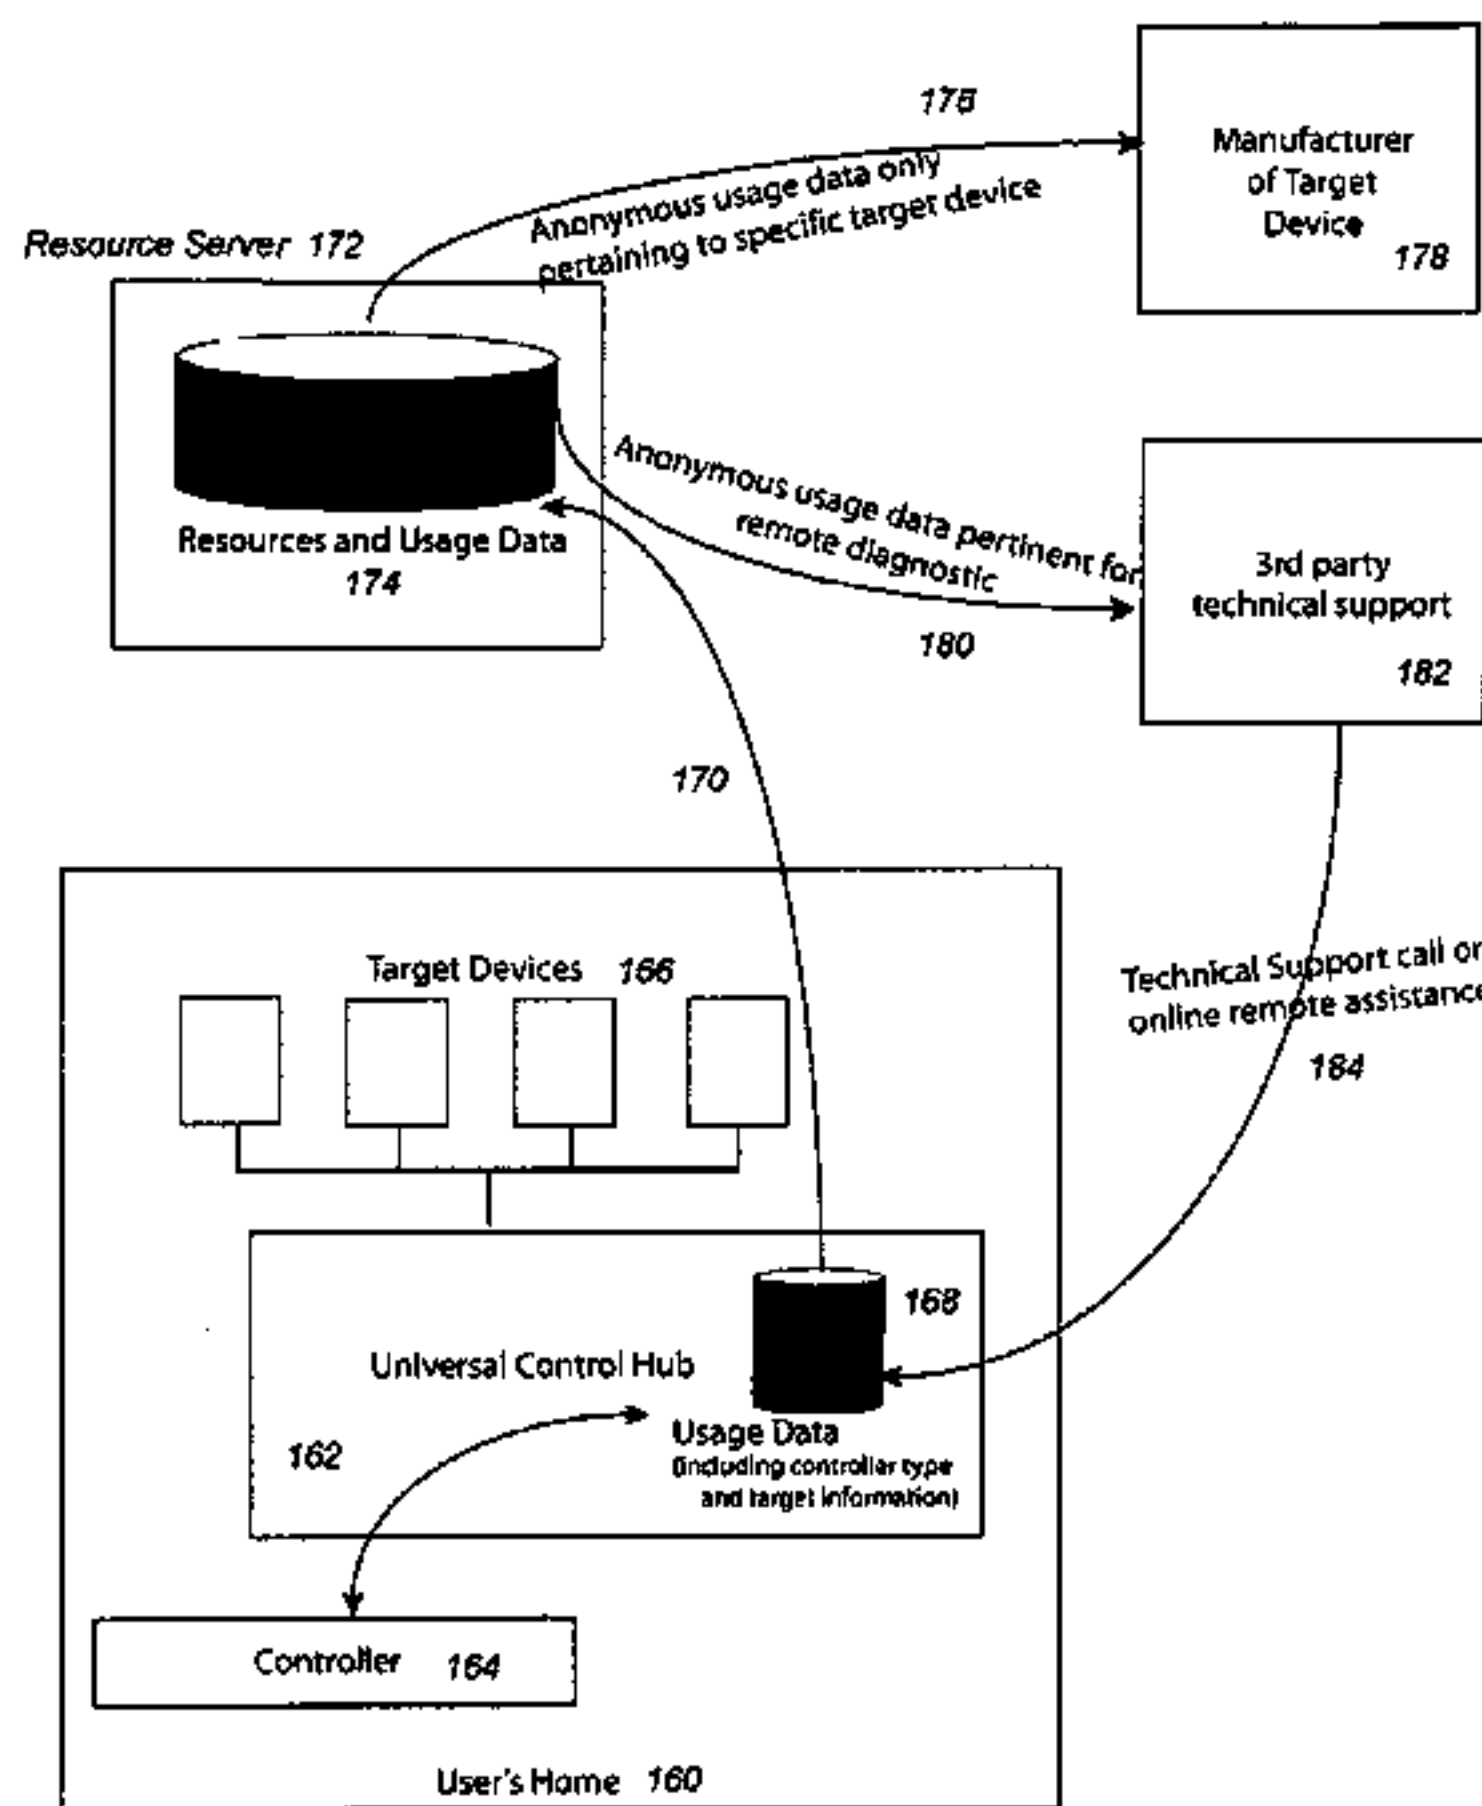 176
Manufacturer
of Target
Device
178
Anonymous usage data only
pertaining to specific target device
Resource Server 172
Resources and Usage Data
174
Anonymous usage data pertinent for
remote diagnostic
180
3rd party
technical support
182
170
Target Devices 166
Technical Support call or
online remote assistance
184
168
Universal Control Hub
162
Usage Data
(including controller type
and target information)
Controller 164
User's Home 160